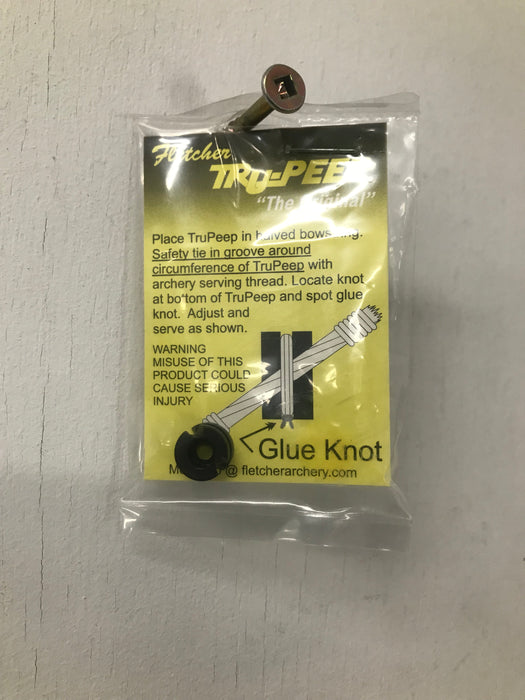 Fletcher
TRU-PEEP
"The Original"
Place TruPeep in halved bowstring.
Safety tie in groove around
circumference of TruPeep with
archery serving thread. Locate knot
at bottom of TruPeep and spot glue
knot. Adjust and
serve as shown.
WARNING
MISUSE OF THIS
PRODUCT COULD
CAUSE SERIOUS
INJURY
Glue Knot
@ fletcherarchery.com